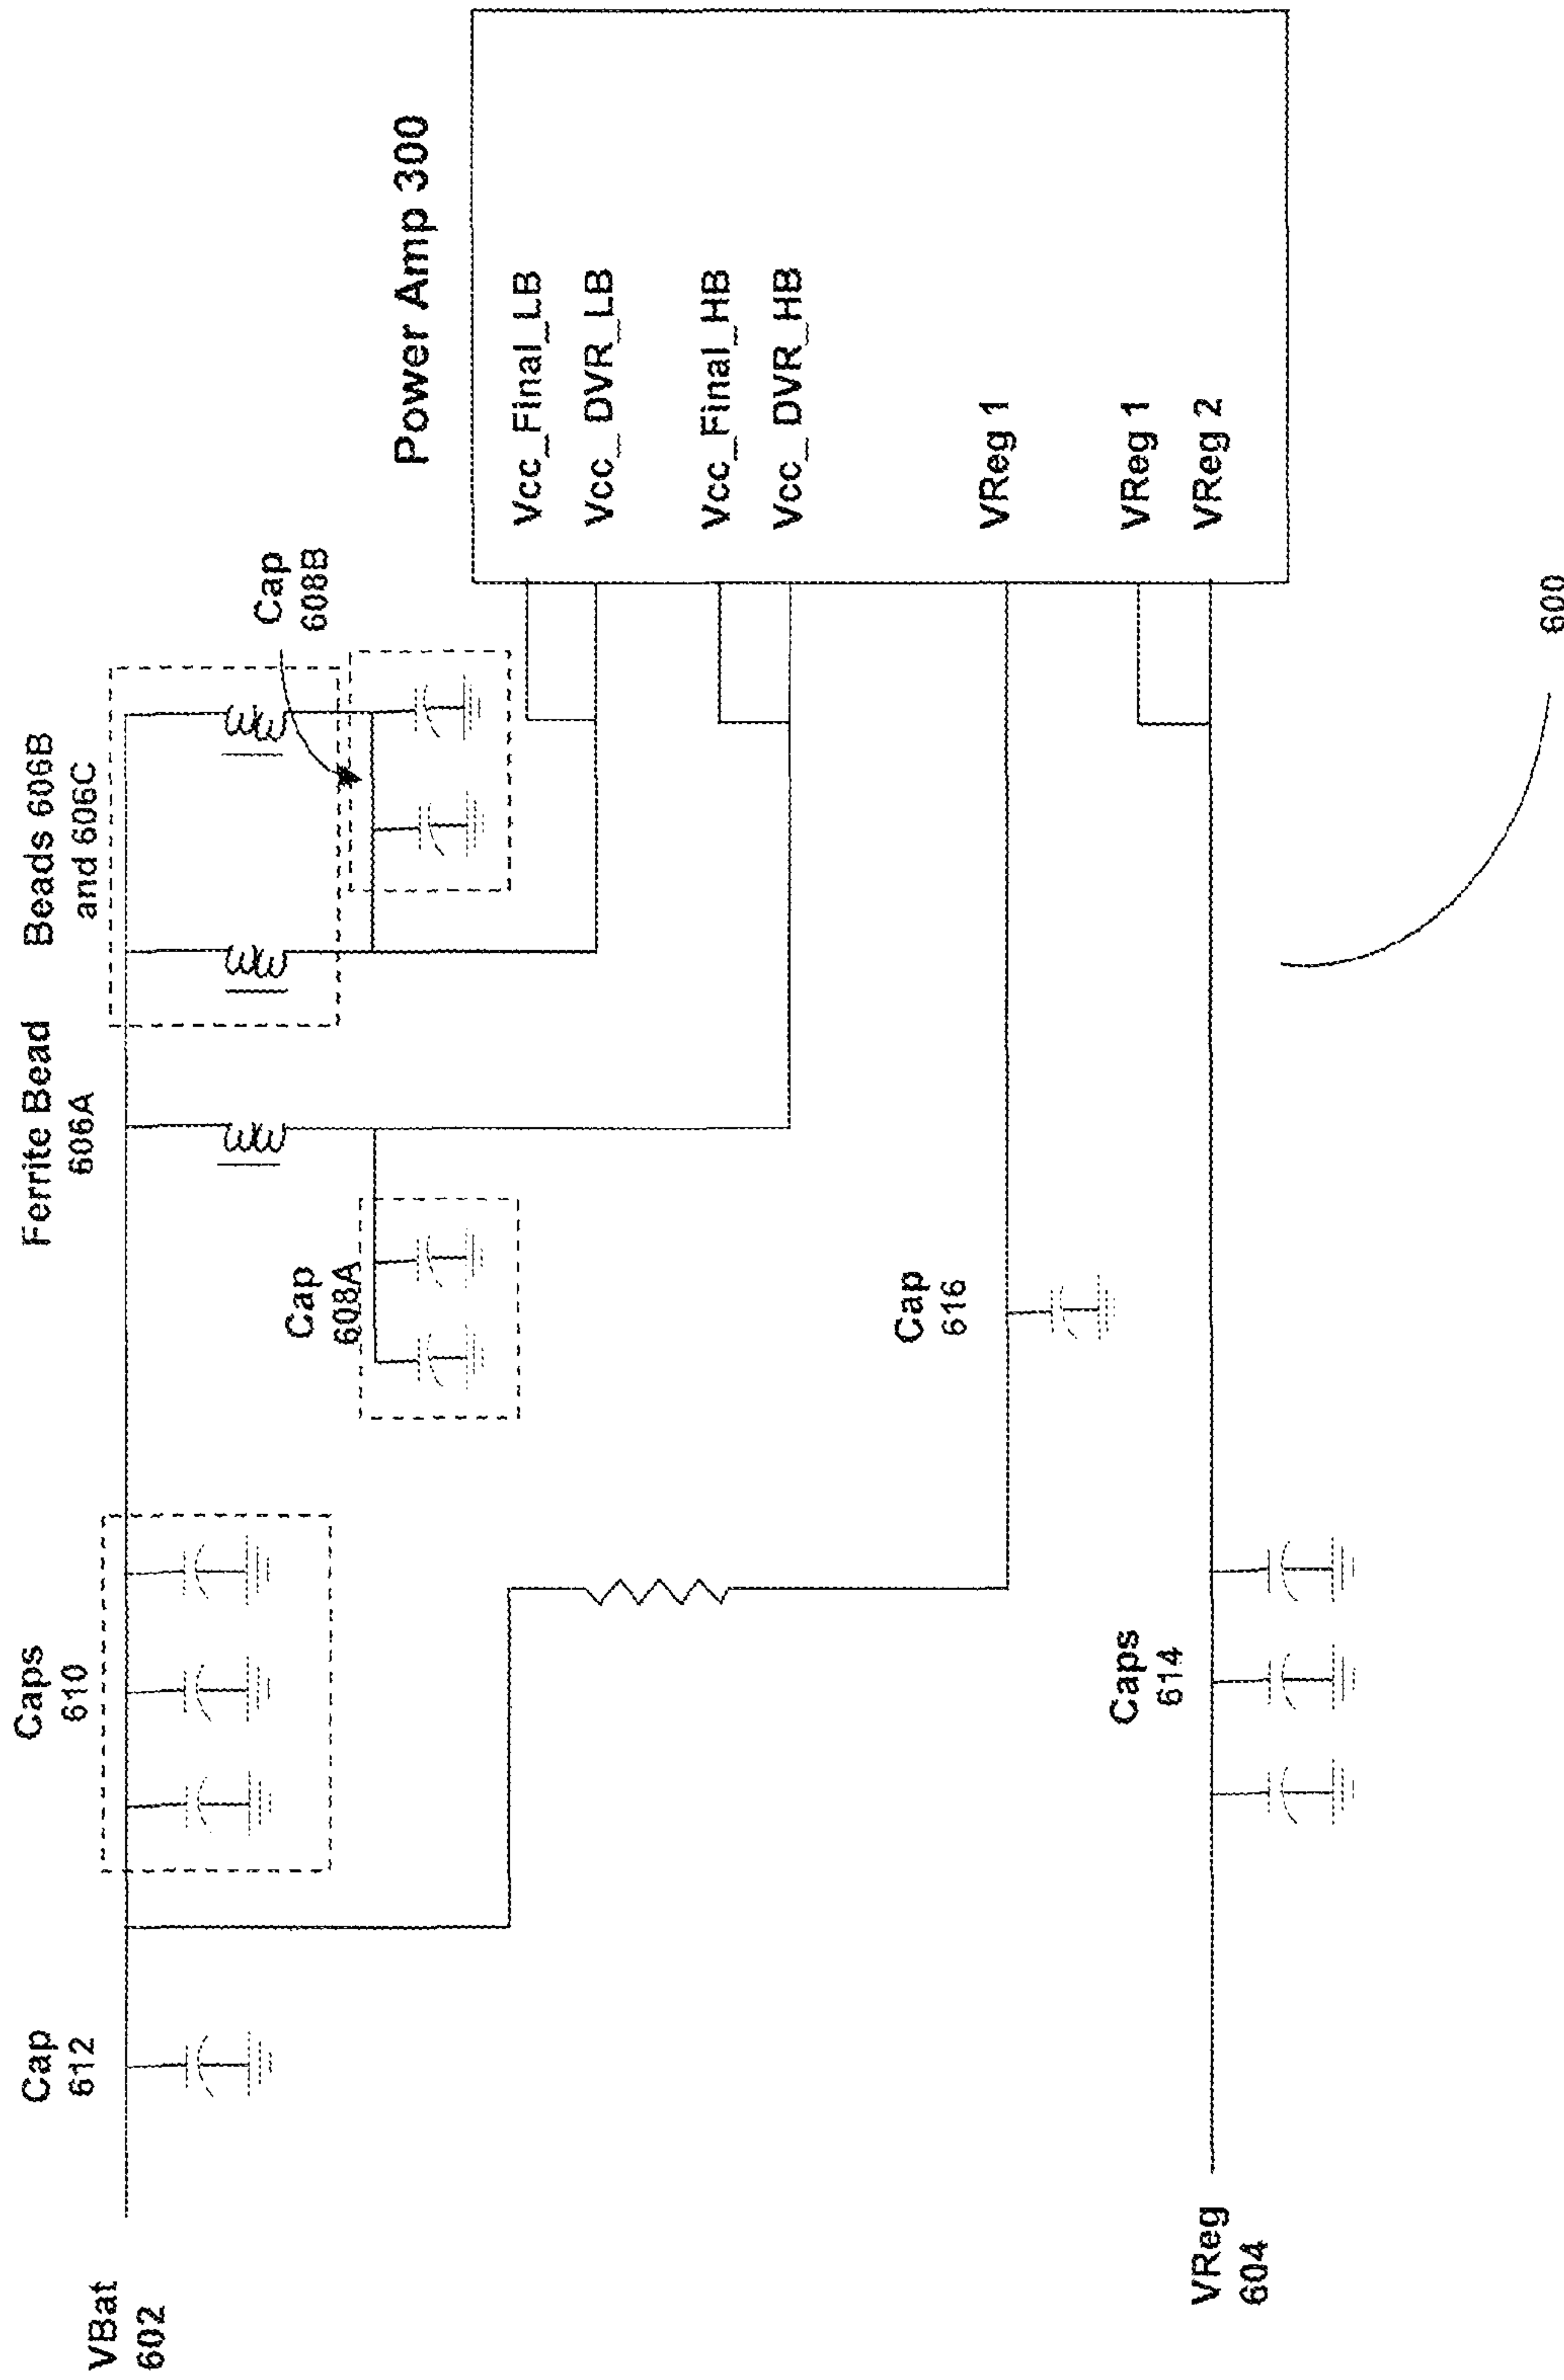 VBat
602
Cap
612
Caps
610
Ferrite Bead
606A
Beads 606B
and 606C
Cap
608A
Cap
608B
Power Amp 300
Vcc_Final_LB
Vcc_DVR_LB
Vcc_Final_HB
Vcc_DVR_HB
VReg 1
VReg 1
VReg 2
Cap
616
Caps
614
VReg
604
600